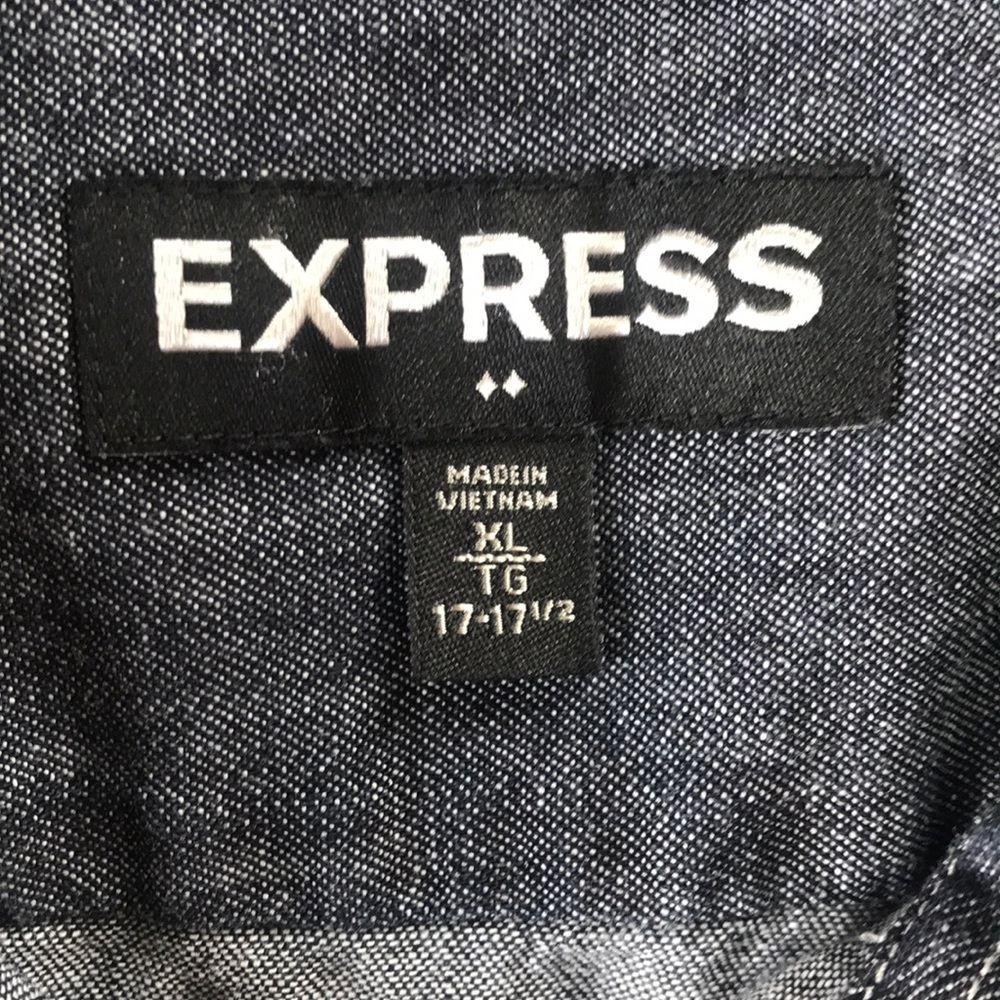 EXPRESS
MADE IN
VIETNAM
XL
TG
17-17 1/2